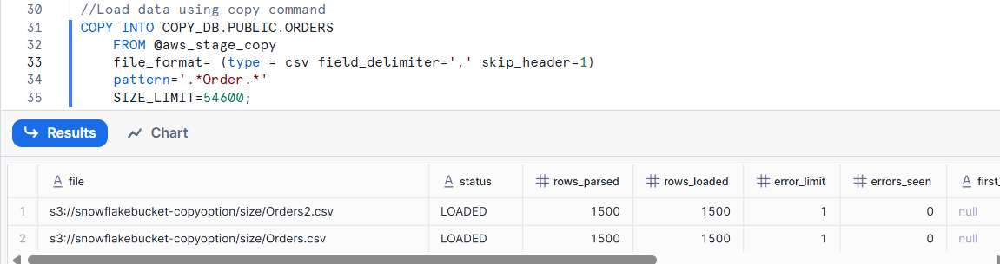 30 //Load data using copy command
31 COPY INTO COPY_DB.PUBLIC.ORDERS
32 FROM @aws_stage_copy
33 file_format= (type = csv field_delimiter=',' skip_header=1)
34 pattern='.*Order.*'
35 SIZE_LIMIT=54600;
Results Chart
A file A status # rows_parsed # rows_loaded # error_limit # errors_seen A first_
1 s3://snowflakebucket-copyoption/size/Orders2.csv LOADED 1500 1500 1 0 null
2 s3://snowflakebucket-copyoption/size/Orders.csv LOADED 1500 1500 1 0 null